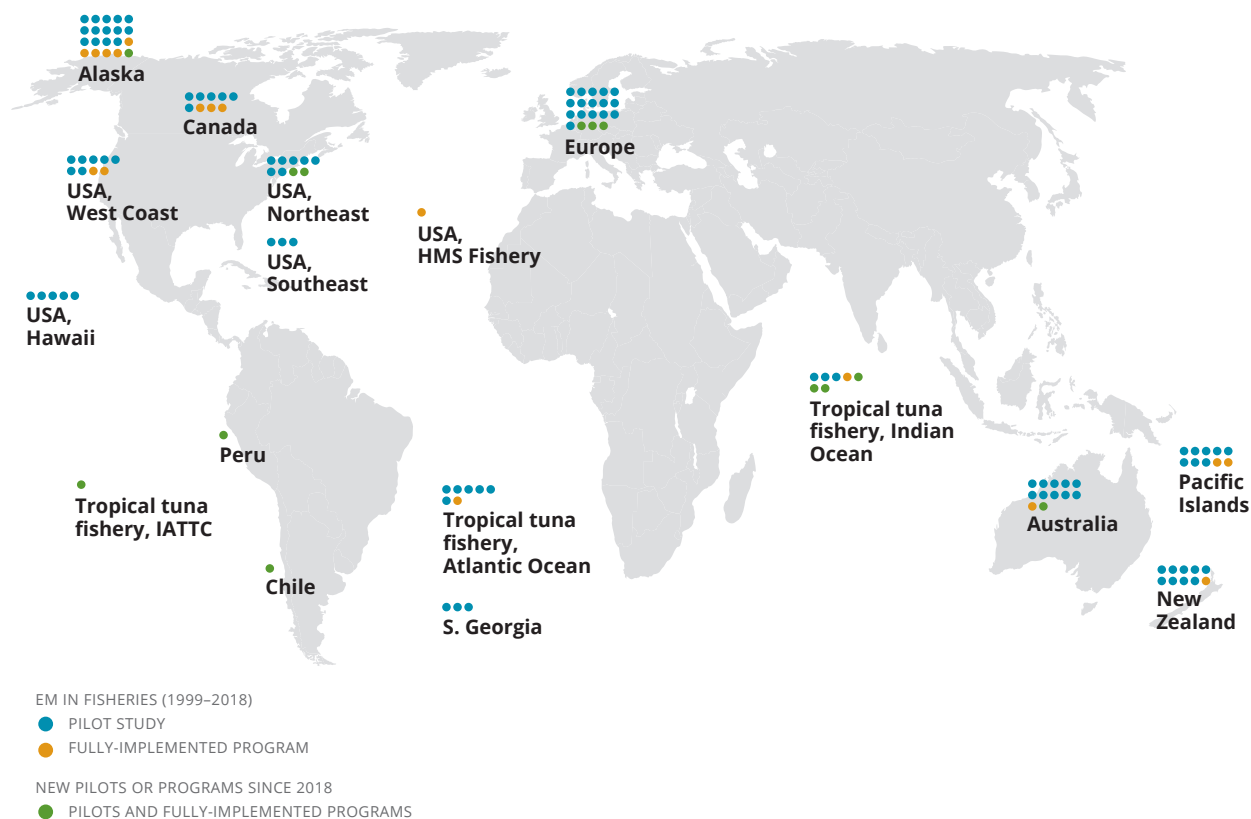 Alaska
Canada
Europe
USA,
West Coast
USA,
Northeast
USA,
HMS Fishery
USA,
Southeast
USA,
Hawaii
Tropical tuna
fishery, Indian
Ocean
Peru
Pacific
Islands
Tropical tuna
fishery, IATTC
Tropical tuna
fishery,
Atlantic Ocean
Australia
Chile
New
Zealand
S. Georgia
EM IN FISHERIES (1999–2018)
PILOT STUDY
FULLY-IMPLEMENTED PROGRAM
NEW PILOTS OR PROGRAMS SINCE 2018
PILOTS AND FULLY-IMPLEMENTED PROGRAMS